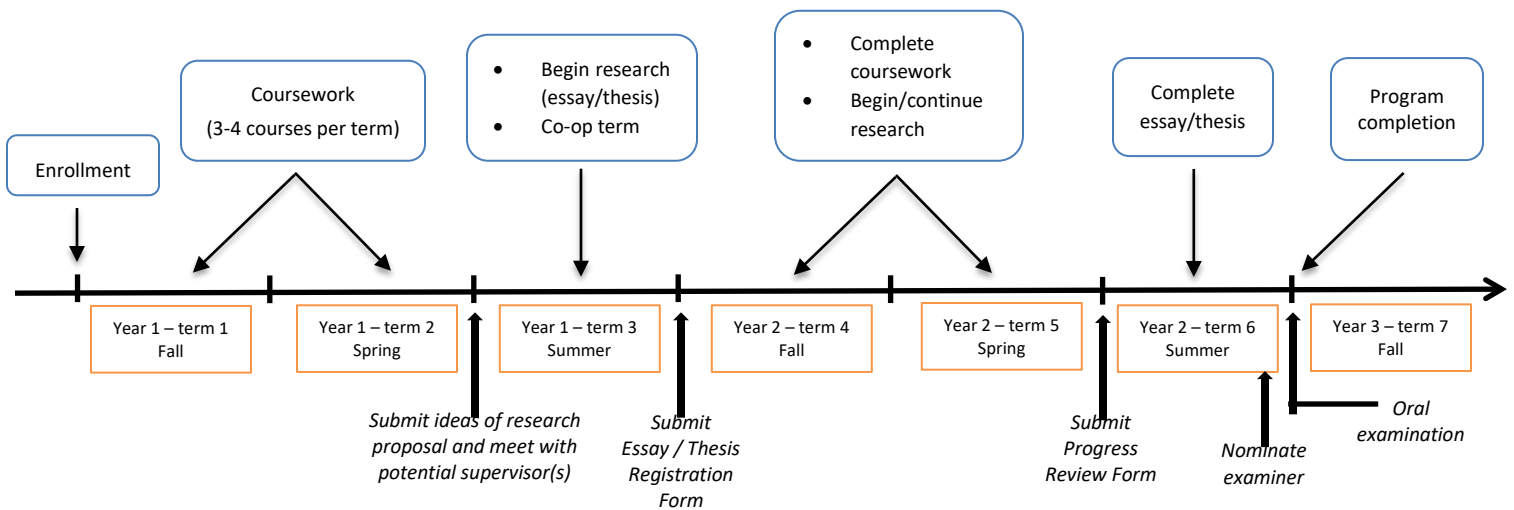 Enrollment
Coursework
(3-4 courses per term)
• Begin research
(essay/thesis)
• Co-op term
• Complete
coursework
• Begin/continue
research
Complete
essay/thesis
Program
completion
Year 1 – term 1
Fall
Year 1 – term 2
Spring
Year 1 – term 3
Summer
Year 2 – term 4
Fall
Year 2 – term 5
Spring
Year 2 – term 6
Summer
Year 3 – term 7
Fall
Submit ideas of research
proposal and meet with
potential supervisor(s)
Submit
Essay / Thesis
Registration
Form
Submit
Progress
Review Form
Nominate
examiner
Oral
examination